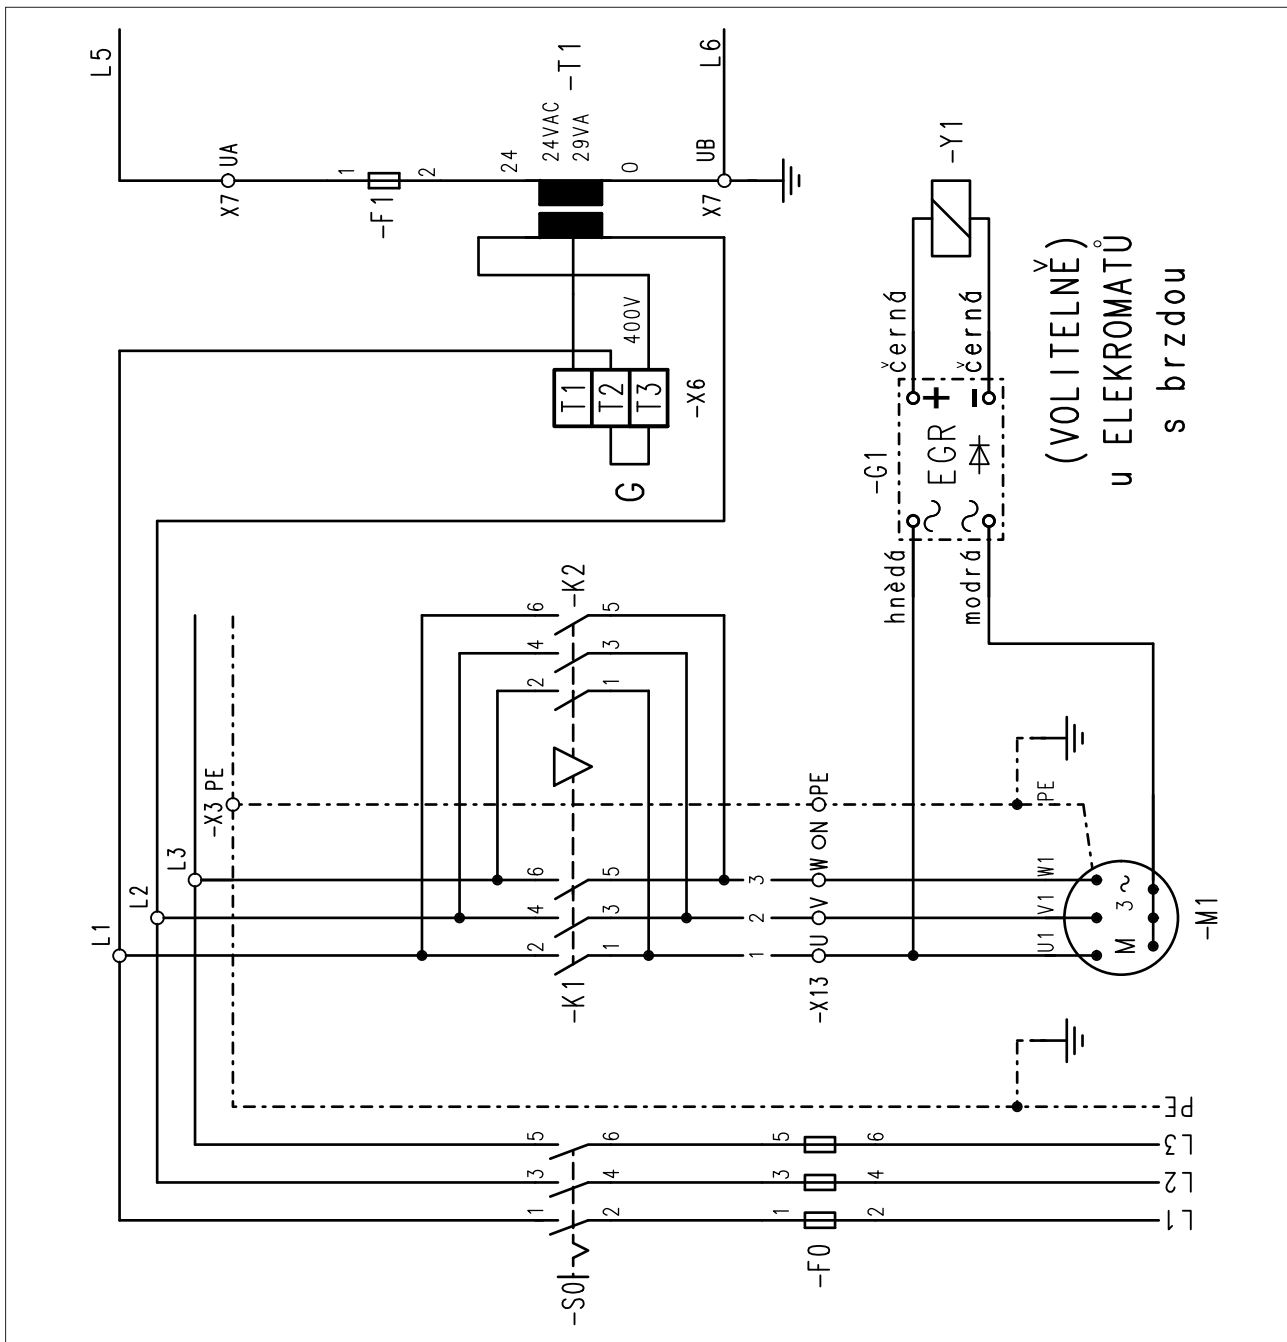 L1
L5
L2
L3
-X3 PE
X7 UA
1
-F1
2
24
1 3 5
2 4 6
2 4 6
24VAC
29VA
-T1
-S0
-K1
-K2
T1
T2
T3
2 4 6
1 3 5
1 3 5
G
400V
0
-X6
X7 UB
L6
1 2 3
1 3 5
-F0
-X13 U V W N PE
2 4 6
-G1
hnědá
černá
~ EGR +
-Y1
~ -
modrá
černá
U1 V1 W1 PE
(VOLITELNĚ)
u ELEKROMATŮ
s brzdou
M 3 ~
L1 L2 L3 PE
-M1